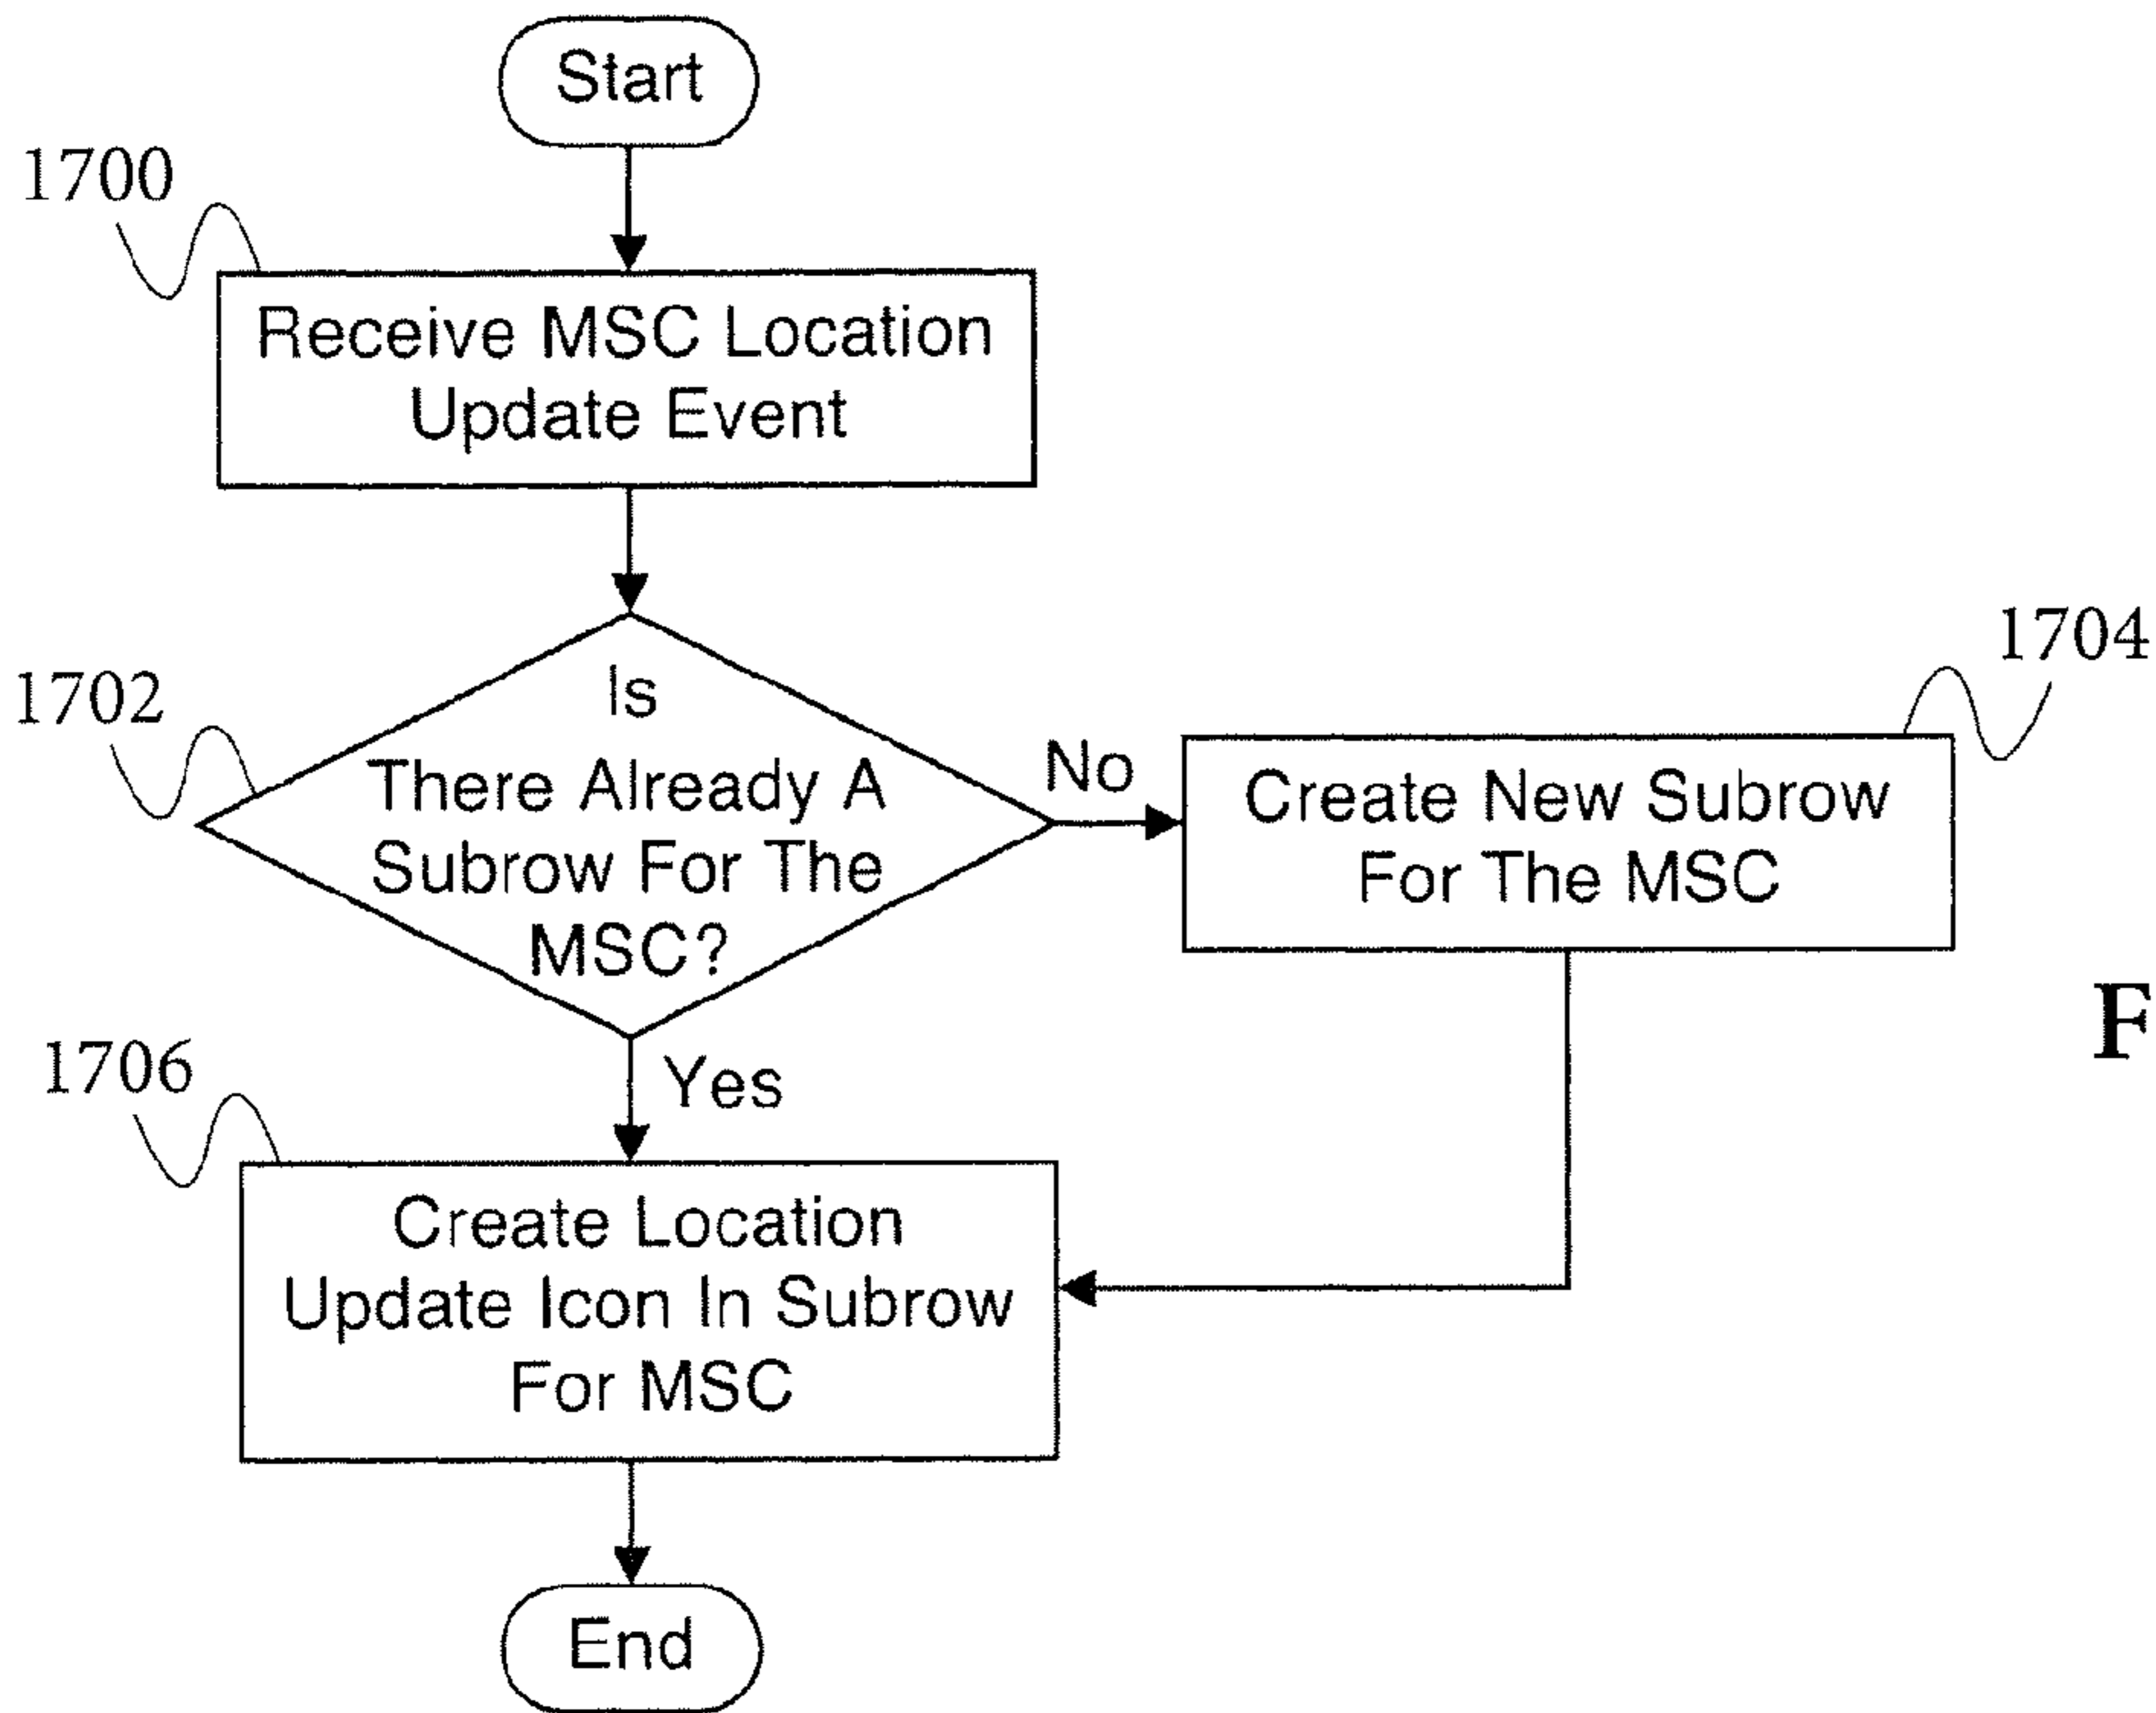 Start
1700
Receive MSC Location
Update Event
1702
Is
There Already A
Subrow For The
MSC?
No
1704
Create New Subrow
For The MSC
F
Yes
1706
Create Location
Update Icon In Subrow
For MSC
End